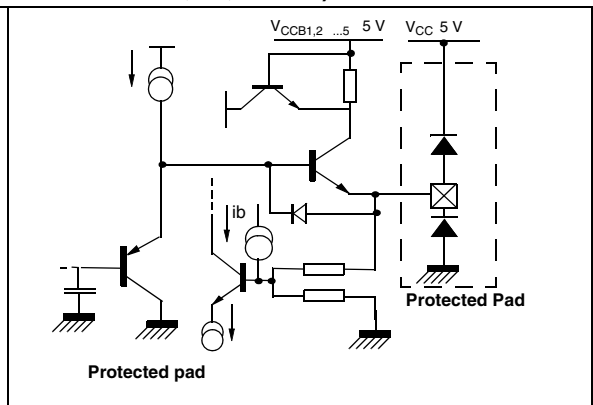 VCCB1,2 ...5 5 V
VCC 5 V
ib
Protected Pad
Protected pad